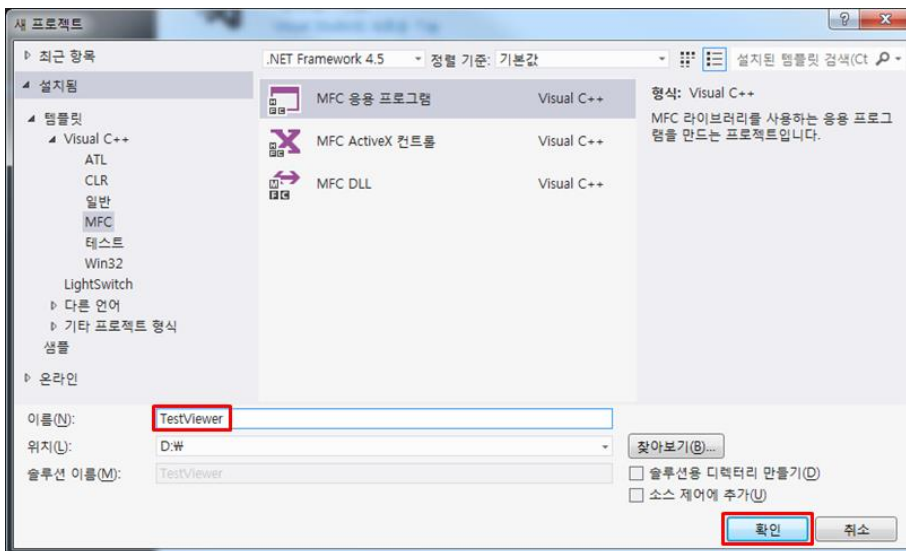 새 프로젝트
최근 항목
.NET Framework 4.5
정렬 기준: 기본값
설치된 템플릿 검색(Ct
설치됨
템플릿
Visual C++
ATL
CLR
일반
MFC
테스트
Win32
LightSwitch
다른 언어
기타 프로젝트 형식
샘플
온라인
MFC 응용 프로그램 Visual C++
MFC ActiveX 컨트롤 Visual C++
MFC DLL Visual C++
형식: Visual C++
MFC 라이브러리를 사용하는 응용 프로그
램을 만드는 프로젝트입니다.
이름(N): TestViewer
위치(L): D:₩
찾아보기(B)...
솔루션 이름(M): TestViewer
솔루션용 디렉터리 만들기(D)
소스 제어에 추가(U)
확인
취소